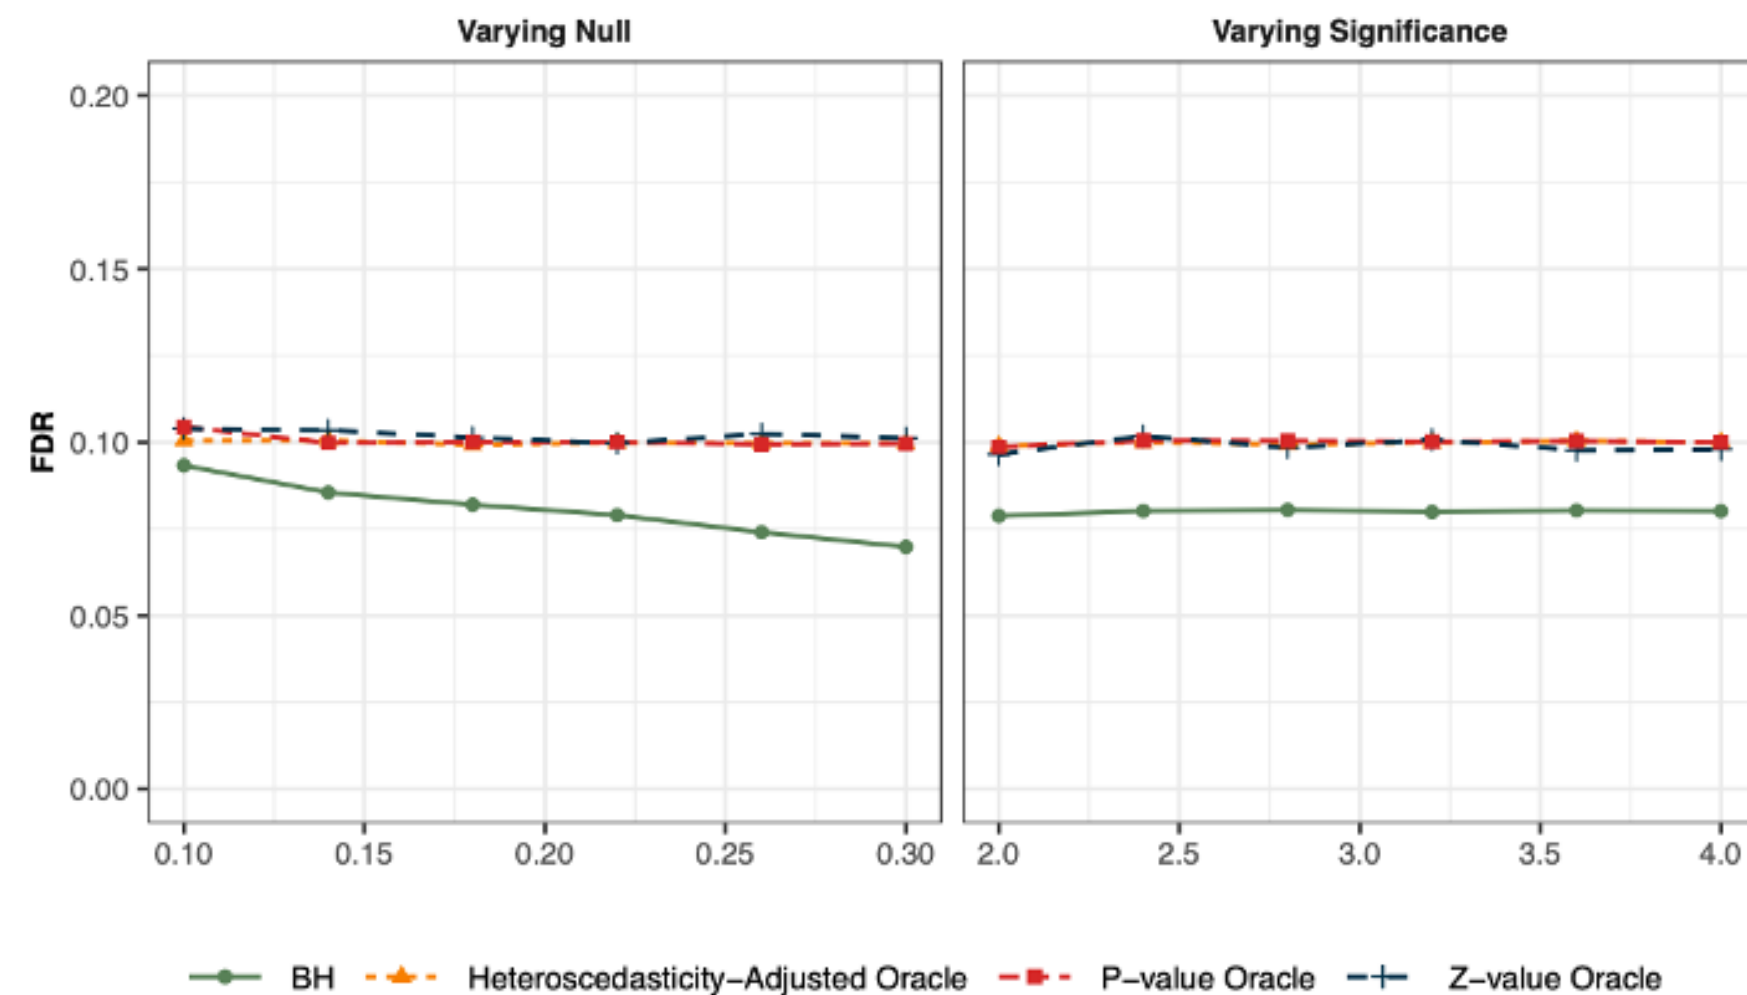 Varying Null
Varying Significance
FDR
0.20
0.15
0.10
0.05
0.00
0.10 0.15 0.20 0.25 0.30
2.0 2.5 3.0 3.5 4.0
BH Heteroscedasticity−Adjusted Oracle P−value Oracle Z−value Oracle